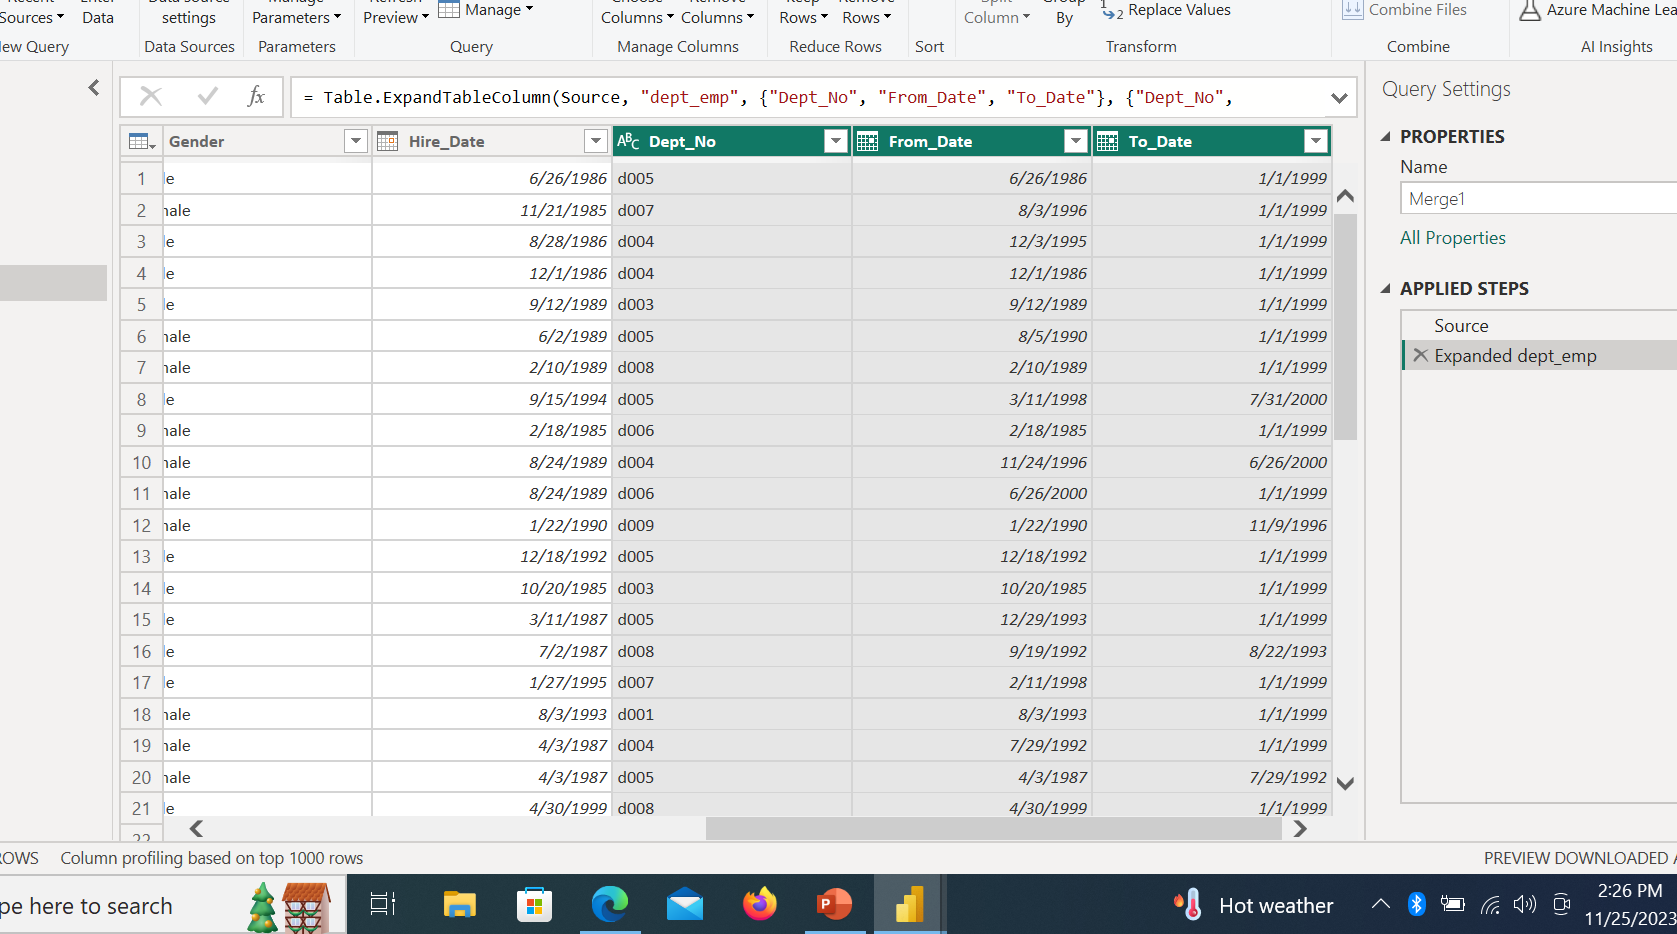 Sources Data settings Parameters Preview Manage Columns Columns Rows Rows Column By Replace Values Combine Files Azure Machine Lea
ew Query Data Sources Parameters Query Manage Columns Reduce Rows Sort Transform Combine AI Insights
fx = Table.ExpandTableColumn(Source, "dept_emp", {"Dept_No", "From_Date", "To_Date"}, {"Dept_No",
Gender Hire_Date ABC Dept_No From_Date To_Date
1 le 6/26/1986 d005 6/26/1986 1/1/1999
2 nale 11/21/1985 d007 8/3/1996 1/1/1999
3 le 8/28/1986 d004 12/3/1995 1/1/1999
4 le 12/1/1986 d004 12/1/1986 1/1/1999
5 le 9/12/1989 d003 9/12/1989 1/1/1999
6 nale 6/2/1989 d005 8/5/1990 1/1/1999
7 nale 2/10/1989 d008 2/10/1989 1/1/1999
8 le 9/15/1994 d005 3/11/1998 7/31/2000
9 nale 2/18/1985 d006 2/18/1985 1/1/1999
10 nale 8/24/1989 d004 11/24/1996 6/26/2000
11 nale 8/24/1989 d006 6/26/2000 1/1/1999
12 nale 1/22/1990 d009 1/22/1990 11/9/1996
13 le 12/18/1992 d005 12/18/1992 1/1/1999
14 le 10/20/1985 d003 10/20/1985 1/1/1999
15 le 3/11/1987 d005 12/29/1993 1/1/1999
16 le 7/2/1987 d008 9/19/1992 8/22/1993
17 le 1/27/1995 d007 2/11/1998 1/1/1999
18 nale 8/3/1993 d001 8/3/1993 1/1/1999
19 nale 4/3/1987 d004 7/29/1992 1/1/1999
20 nale 4/3/1987 d005 4/3/1987 7/29/1992
21 le 4/30/1999 d008 4/30/1999 1/1/1999
22
Query Settings
PROPERTIES
Name
Merge1
All Properties
APPLIED STEPS
Source
Expanded dept_emp
ROWS Column profiling based on top 1000 rows PREVIEW DOWNLOADED A
pe here to search Hot weather 2:26 PM
11/25/2023